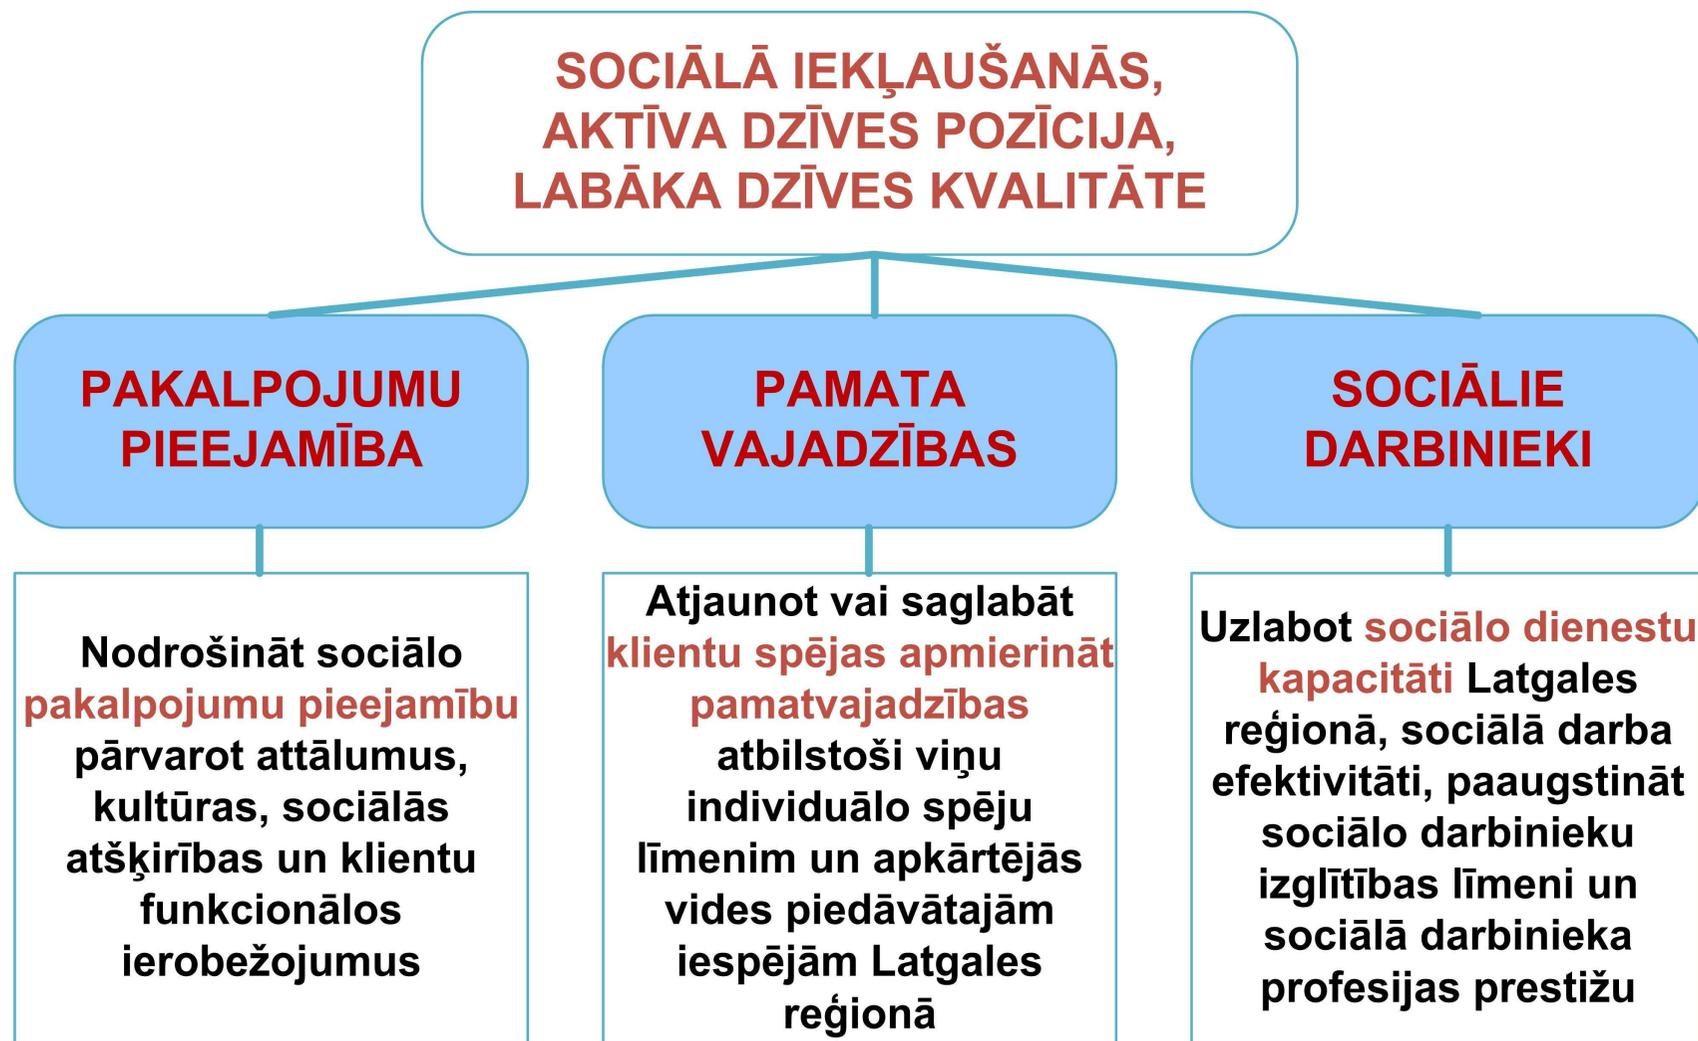 SOCIĀLĀ IEKĻAUŠANĀS,
AKTĪVA DZĪVES POZĪCIJA,
LABĀKA DZĪVES KVALITĀTE
PAKALPOJUMU
PIEEJAMĪBA
PAMATA
VAJADZĪBAS
SOCIĀLIE
DARBINIEKI
Nodrošināt sociālo
pakalpojumu pieejamību
pārvarot attālumus,
kultūras, sociālās
atšķirības un klientu
funkcionālos
ierobežojumus
Atjaunot vai saglabāt
klientu spējas apmierināt
pamatvajadzības
atbilstoši viņu
individuālo spēju
līmenim un apkārtējās
vides piedāvātajām
iespējām Latgales
reģionā
Uzlabot sociālo dienestu
kapacitāti Latgales
reģionā, sociālā darba
efektivitāti, paaugstināt
sociālo darbinieku
izglītības līmeni un
sociālā darbinieka
profesijas prestižu